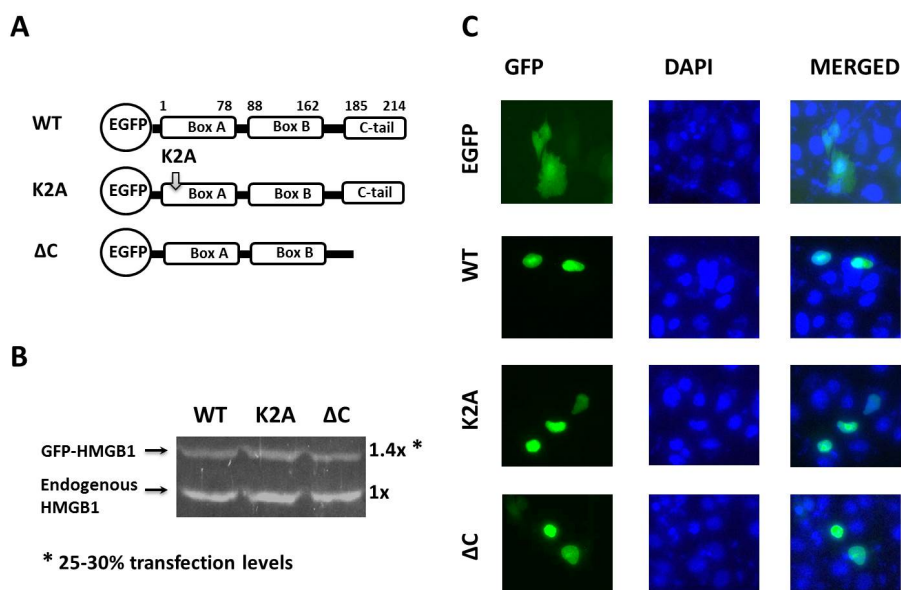 A
1 78 88 162 185 214
WT EGFP Box A Box B C-tail
K2A
K2A EGFP Box A Box B C-tail
ΔC EGFP Box A Box B
B
WT K2A ΔC
GFP-HMGB1 1.4x *
Endogenous
HMGB1 1x
* 25-30% transfection levels
C
GFP DAPI MERGED
EGFP
WT
K2A
ΔC